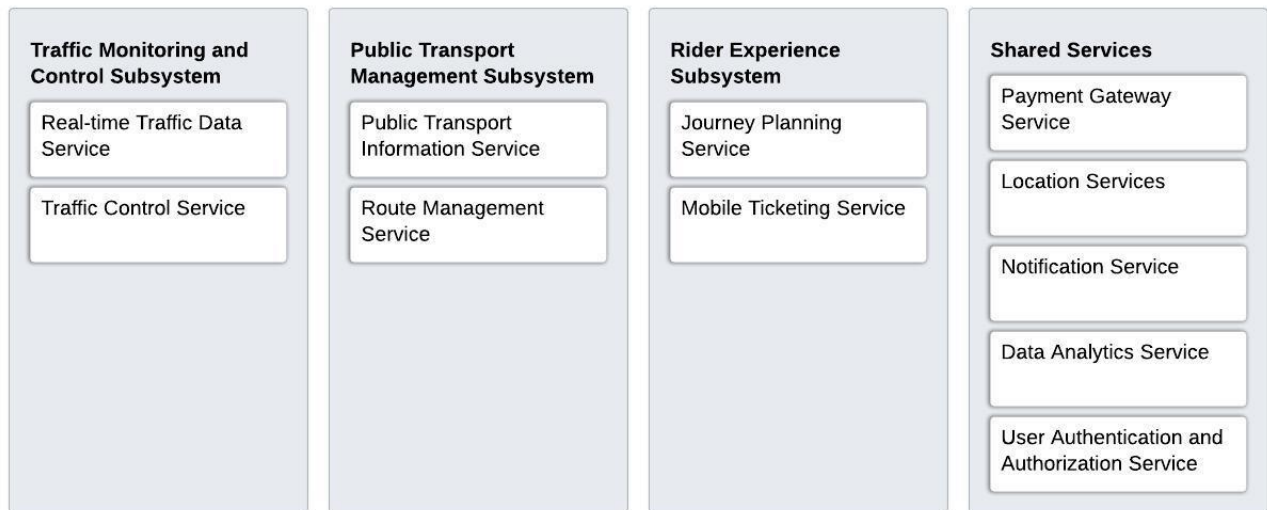 Traffic Monitoring and
Control Subsystem
Real-time Traffic Data
Service
Traffic Control Service
Public Transport
Management Subsystem
Public Transport
Information Service
Route Management
Service
Rider Experience
Subsystem
Journey Planning
Service
Mobile Ticketing Service
Shared Services
Payment Gateway
Service
Location Services
Notification Service
Data Analytics Service
User Authentication and
Authorization Service